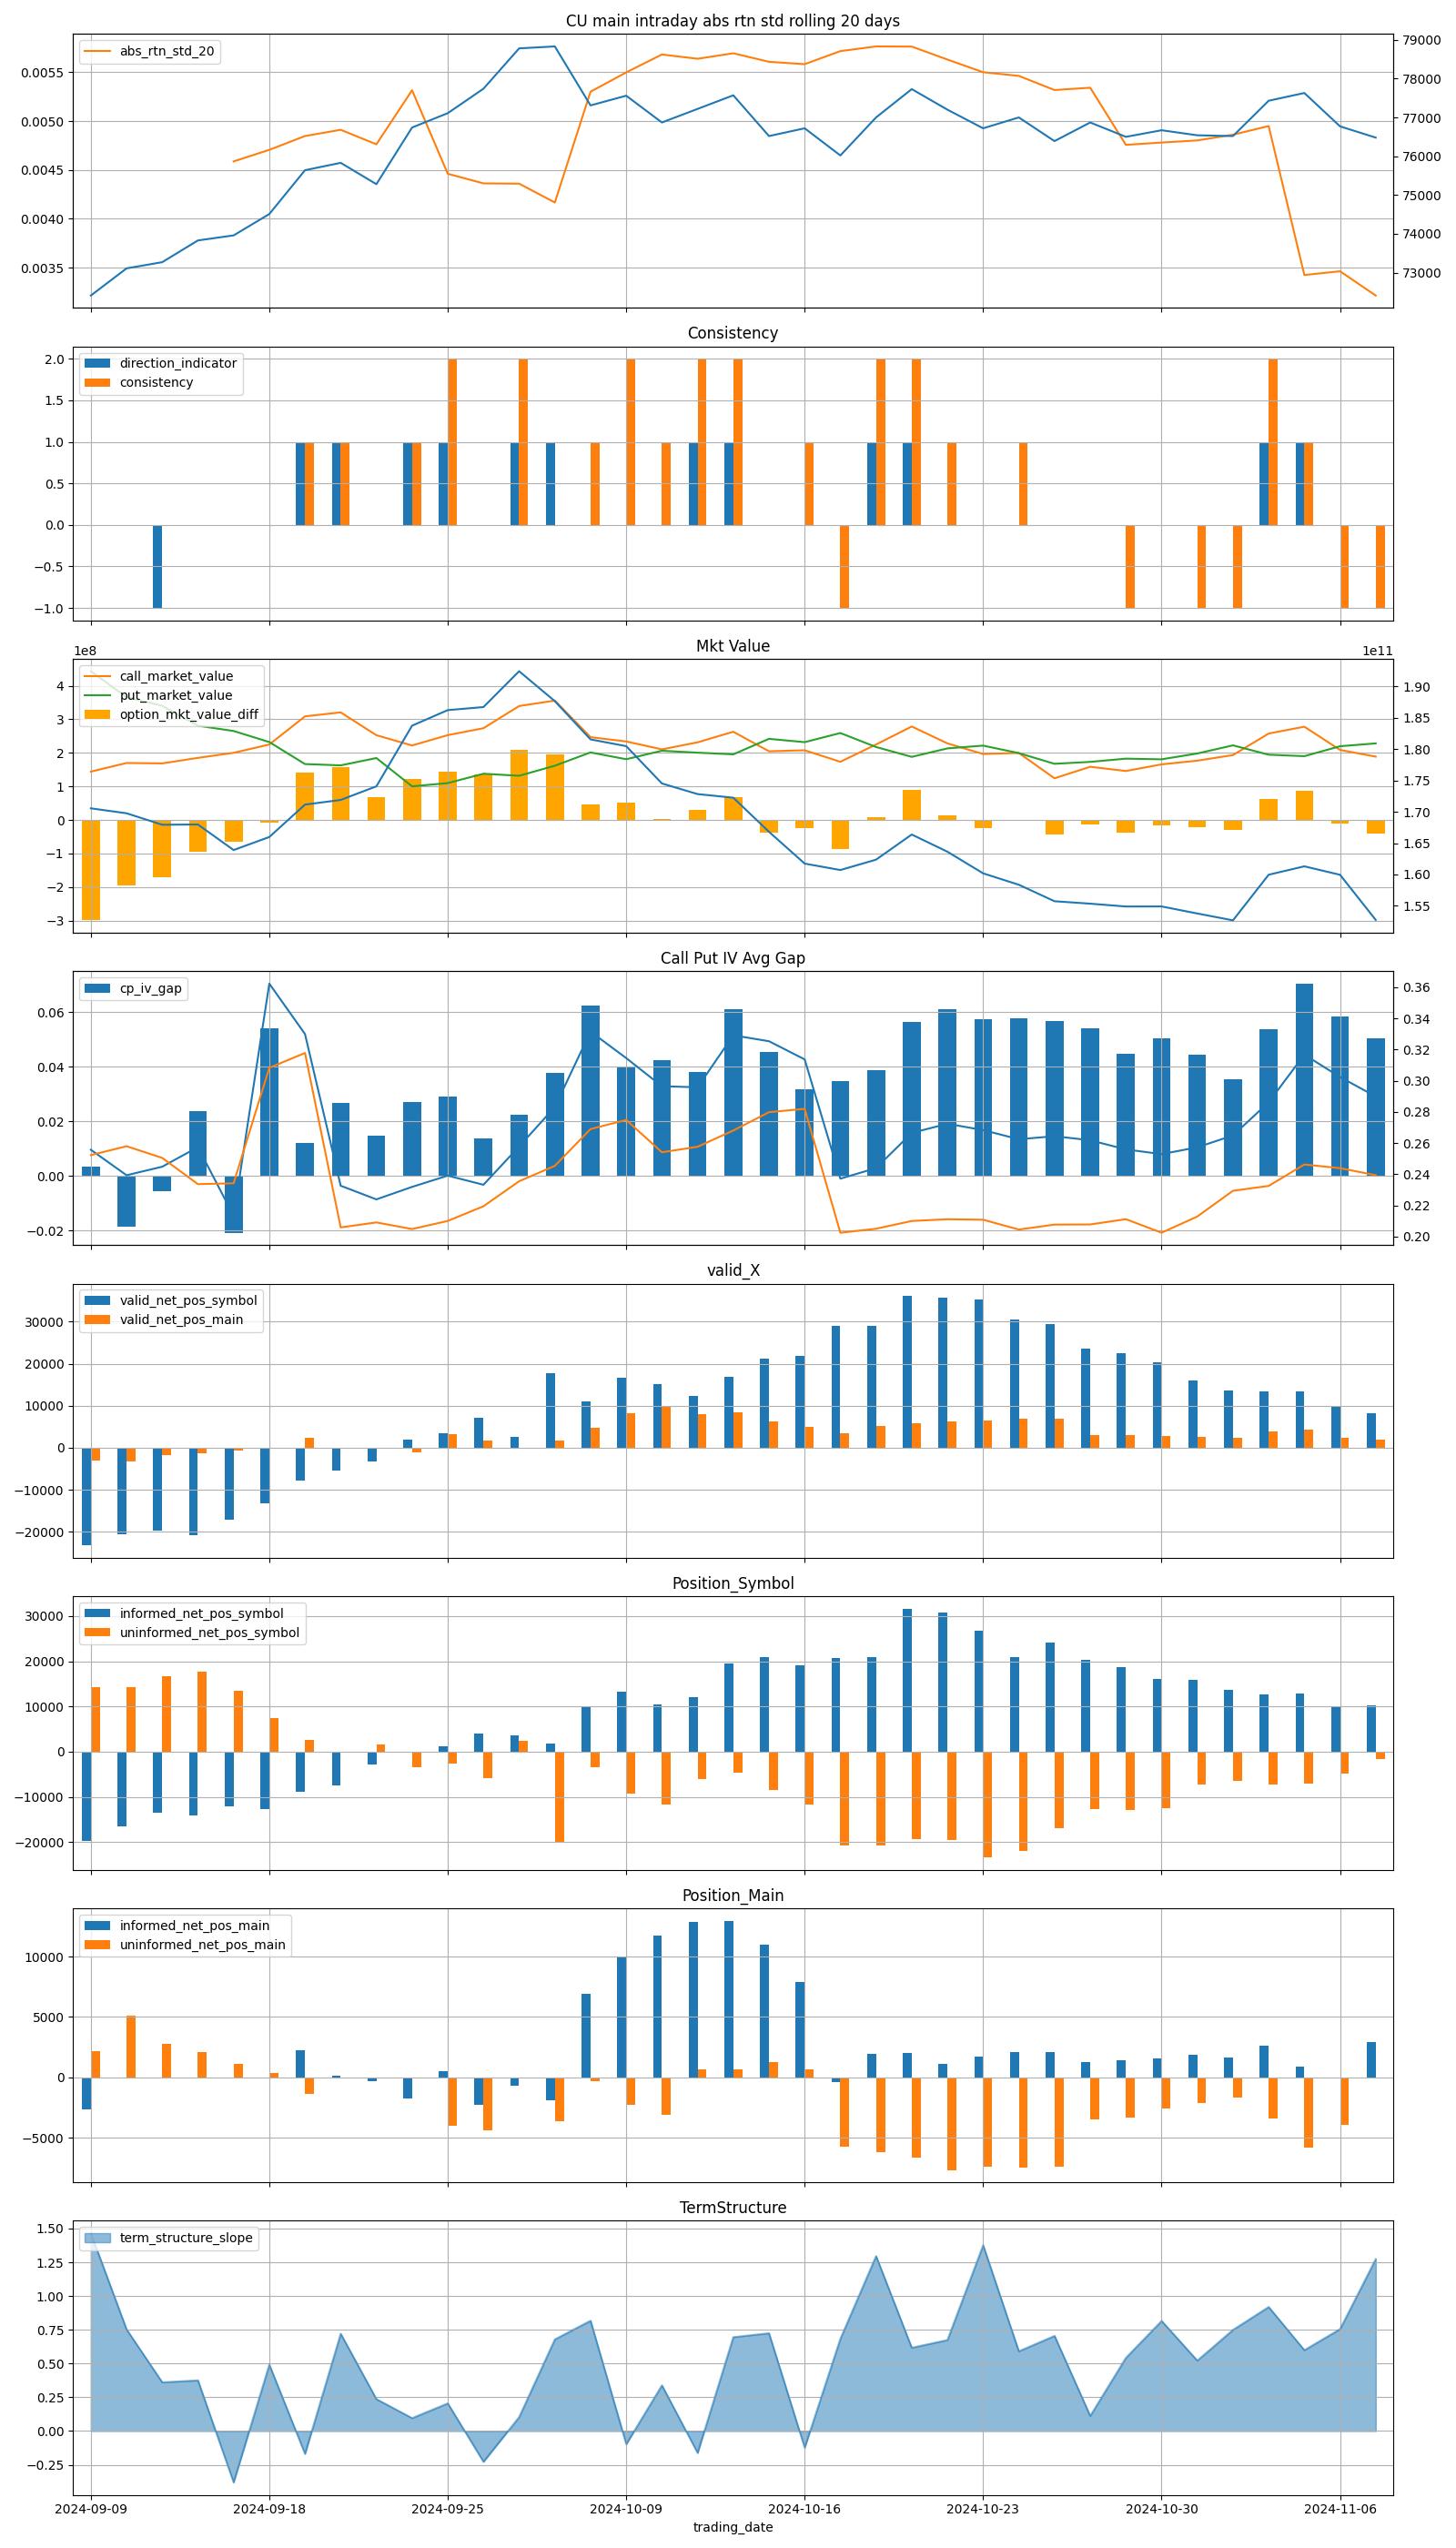 CU main intraday abs rtn std rolling 20 days
abs_rtn_std_20
0.0055
0.0050
0.0045
0.0040
0.0035
79000
78000
77000
76000
75000
74000
73000
Consistency
direction_indicator
consistency
2.0
1.5
1.0
0.5
0.0
−0.5
−1.0
Mkt Value
1e8
1e11
call_market_value
put_market_value
option_mkt_value_diff
4
3
2
1
0
−1
−2
−3
1.90
1.85
1.80
1.75
1.70
1.65
1.60
1.55
Call Put IV Avg Gap
cp_iv_gap
0.06
0.04
0.02
0.00
−0.02
0.36
0.34
0.32
0.30
0.28
0.26
0.24
0.22
0.20
valid_X
valid_net_pos_symbol
valid_net_pos_main
30000
20000
10000
0
−10000
−20000
Position_Symbol
informed_net_pos_symbol
uninformed_net_pos_symbol
30000
20000
10000
0
−10000
−20000
Position_Main
informed_net_pos_main
uninformed_net_pos_main
10000
5000
0
−5000
TermStructure
term_structure_slope
1.50
1.25
1.00
0.75
0.50
0.25
0.00
−0.25
2024-09-09 2024-09-18 2024-09-25 2024-10-09 2024-10-16 2024-10-23 2024-10-30 2024-11-06
trading_date